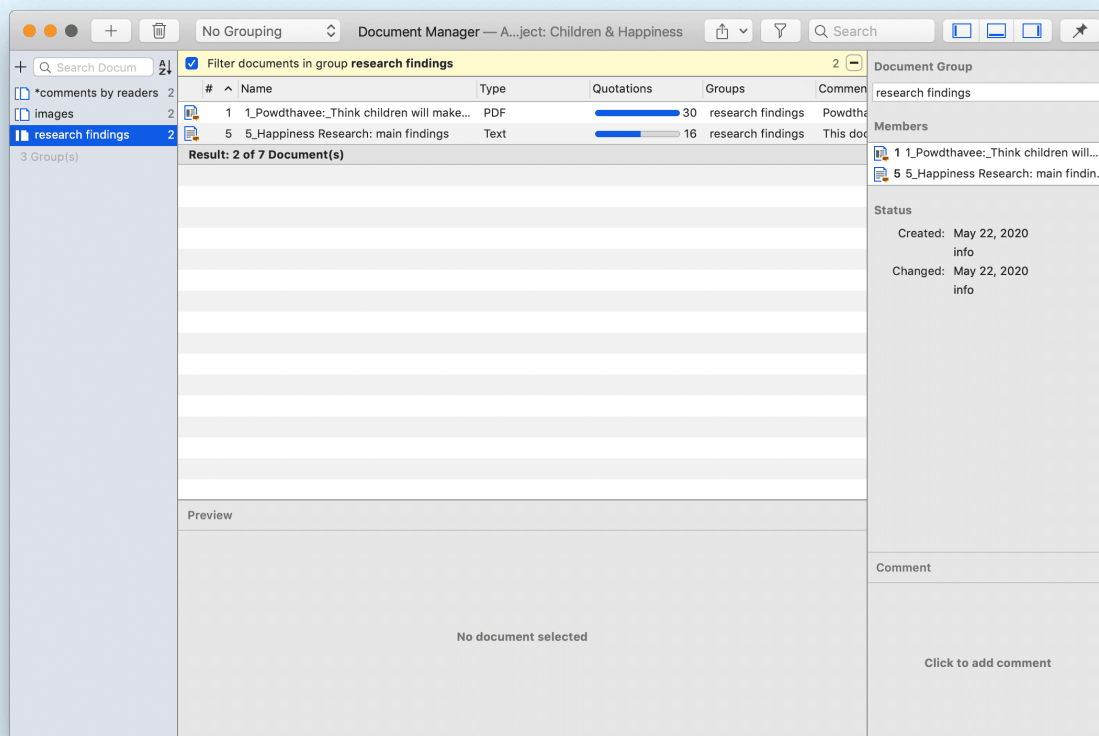 No Grouping
Document Manager — A...ject: Children & Happiness
Search
Search Docum
A
Z
*comments by readers 2
images 2
research findings 2
3 Group(s)
Filter documents in group research findings 2
# Name Type Quotations Groups Commen
1 1_Powdthavee:_Think children will make... PDF 30 research findings Powdtha
5 5_Happiness Research: main findings Text 16 research findings This doc
Result: 2 of 7 Document(s)
Preview
No document selected
Document Group
research findings
Members
1 1_Powdthavee:_Think children will...
5 5_Happiness Research: main findin.
Status
Created: May 22, 2020
info
Changed: May 22, 2020
info
Comment
Click to add comment